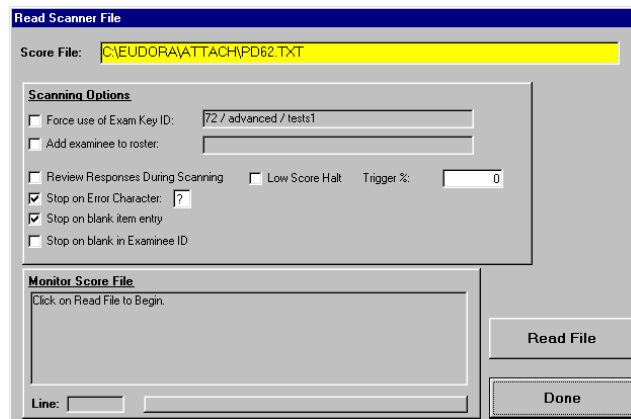 Read Scanner File
Score File: C:\EUDORA\ATTACH\PD62.TXT
Scanning Options
Force use of Exam Key ID: 72 / advanced / tests1
Add examinee to roster:
Review Responses During Scanning Low Score Halt Trigger %: 0
Stop on Error Character: ?
Stop on blank item entry
Stop on blank in Examinee ID
Monitor Score File
Click on Read File to Begin.
Read File
Line:
Done